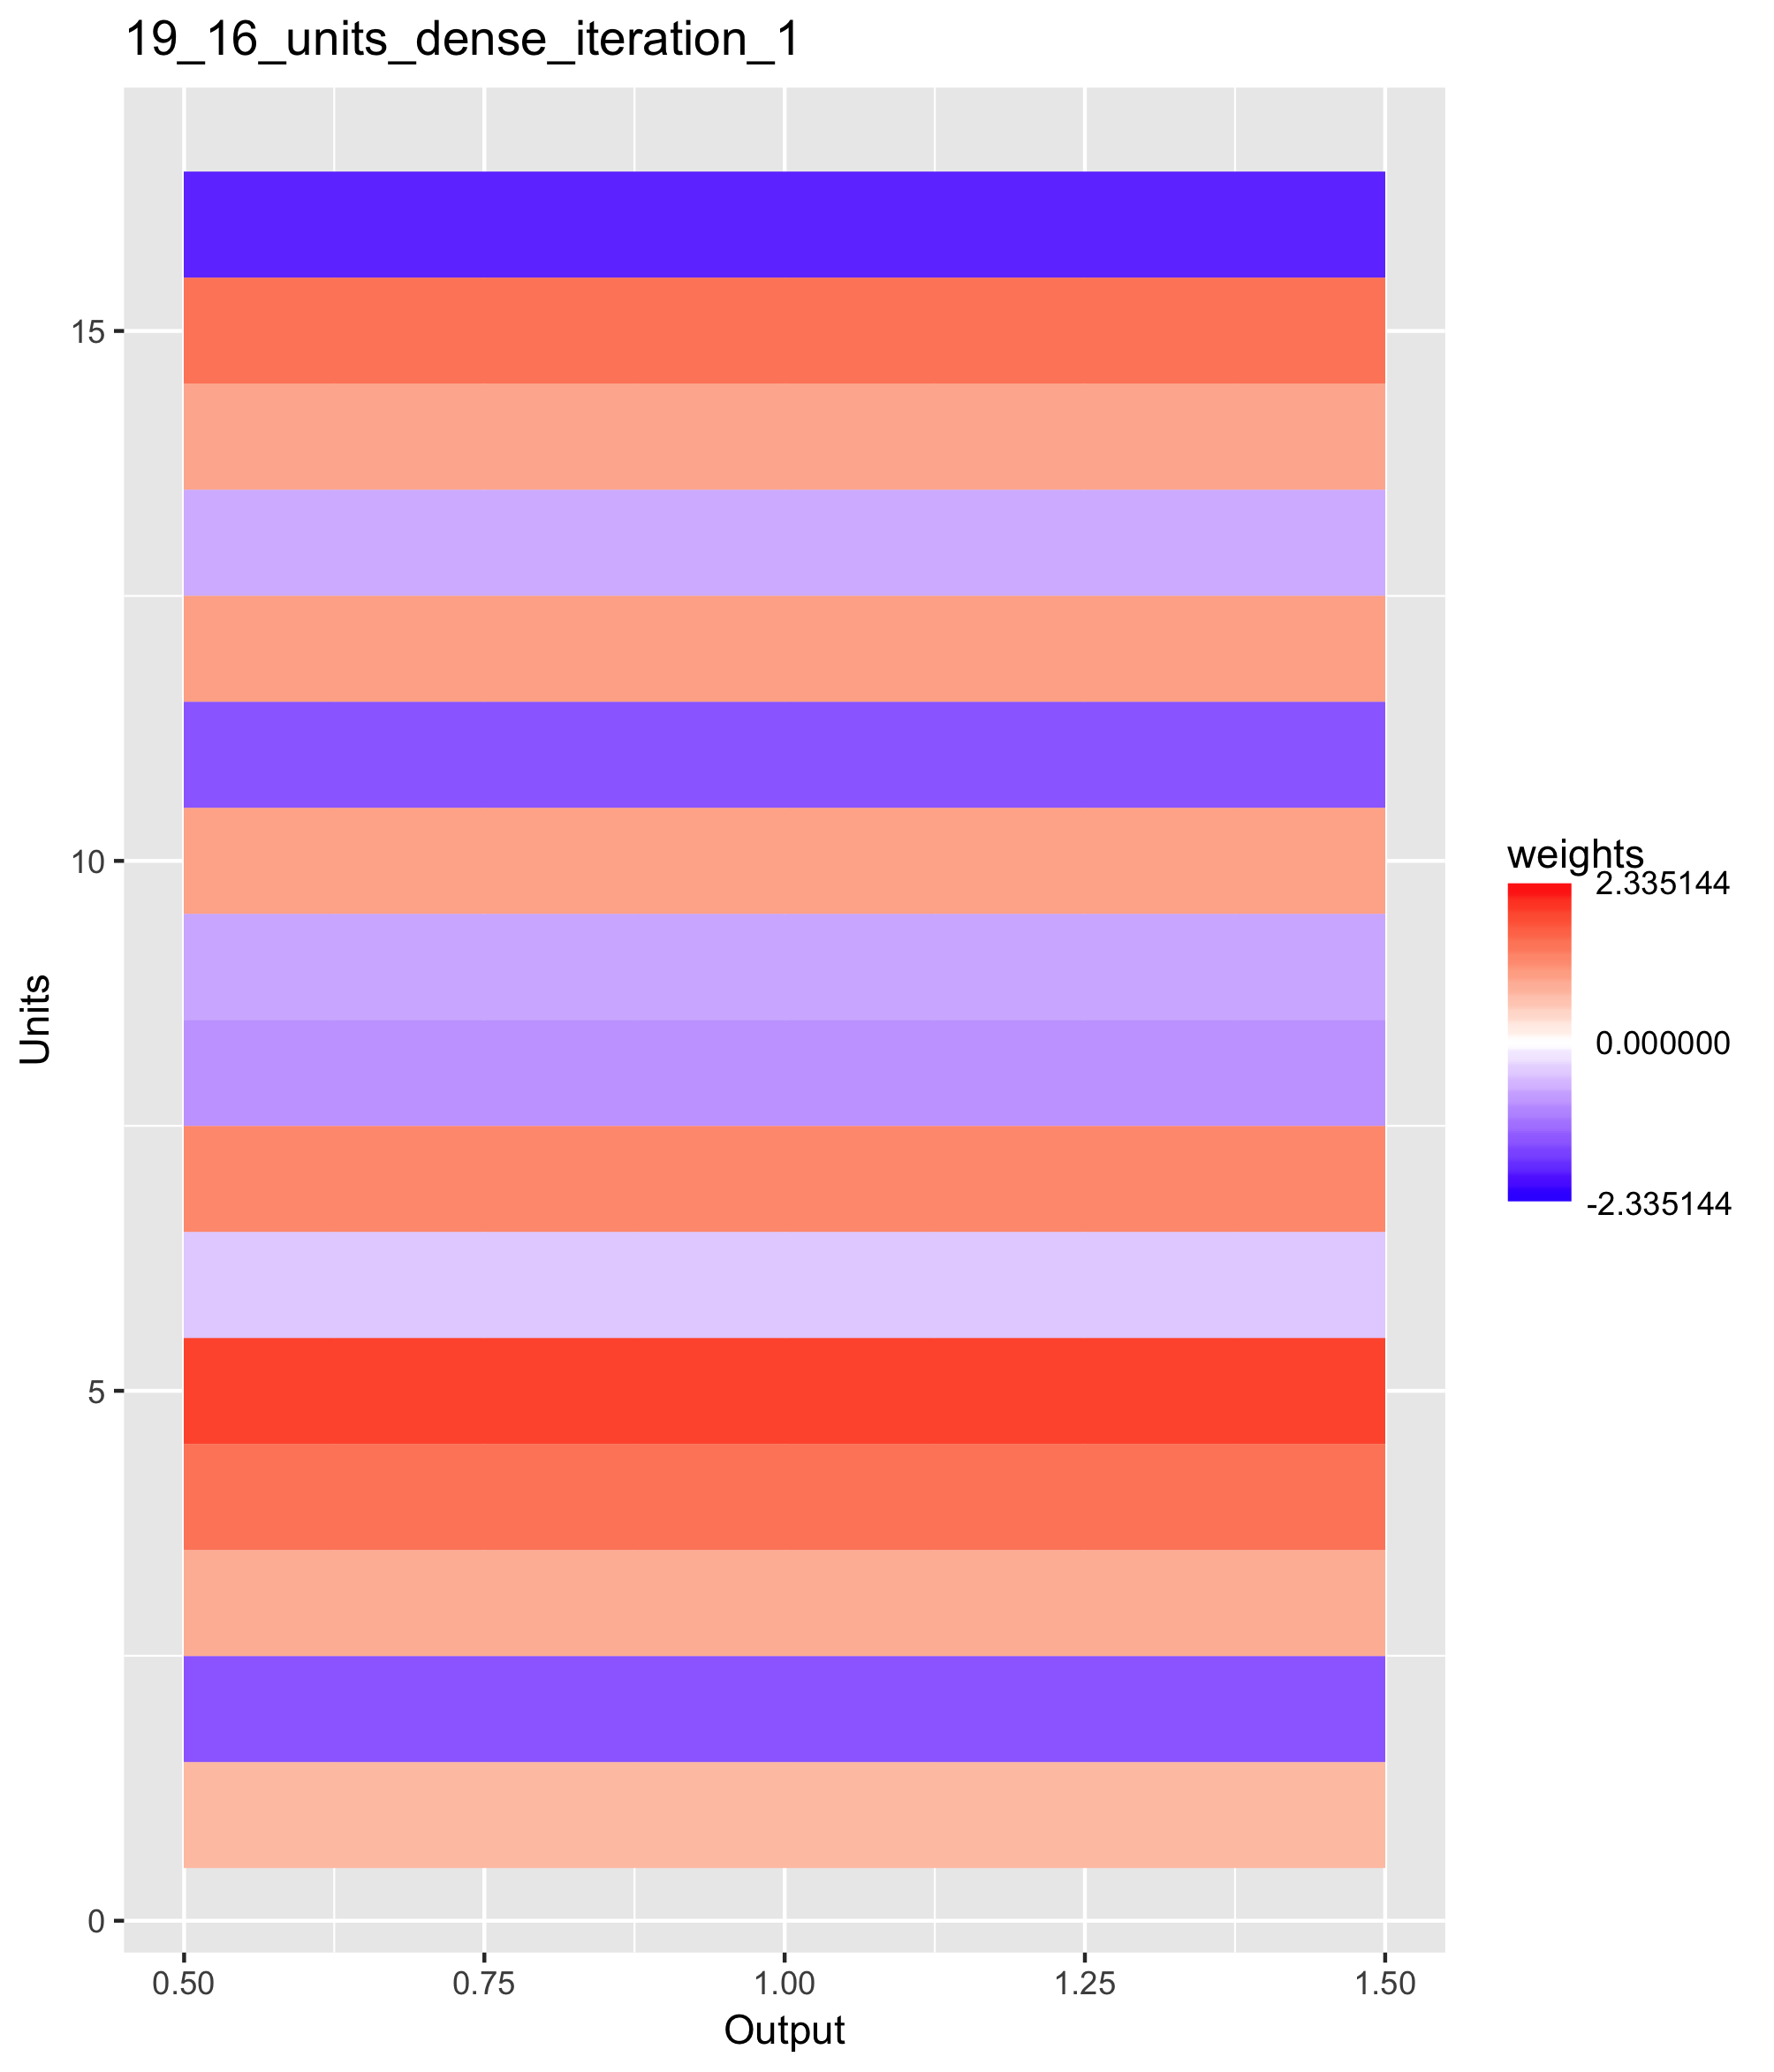 19_16_units_dense_iteration_1
15
10
5
0
Units
0.50 0.75 1.00 1.25 1.50
Output
weights
2.335144
0.000000
-2.335144